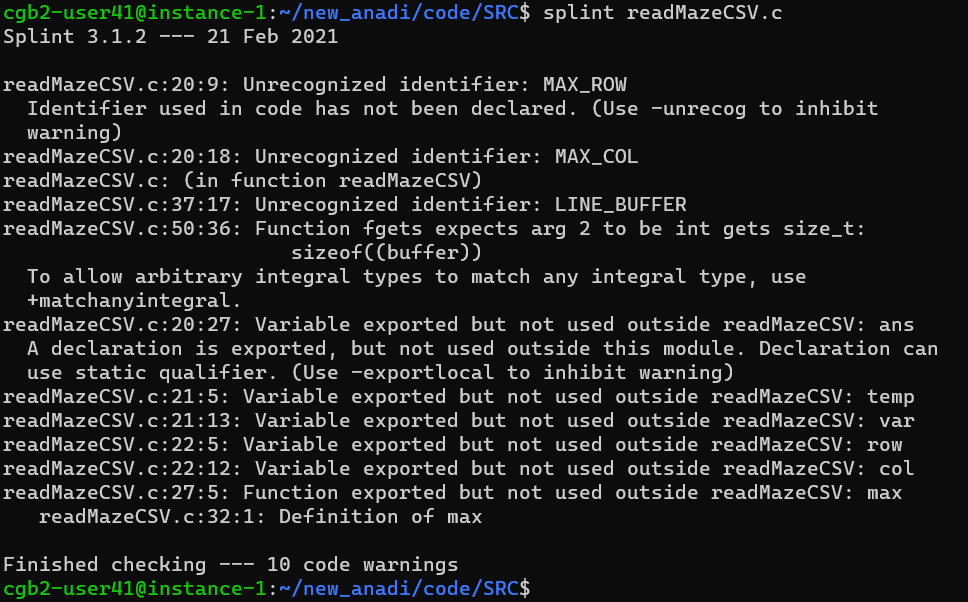 cgb2-user41@instance-1:~/new_anadi/code/SRC$ splint readMazeCSV.c
Splint 3.1.2 --- 21 Feb 2021

readMazeCSV.c:20:9: Unrecognized identifier: MAX_ROW
  Identifier used in code has not been declared. (Use -unrecog to inhibit
  warning)
readMazeCSV.c:20:18: Unrecognized identifier: MAX_COL
readMazeCSV.c: (in function readMazeCSV)
readMazeCSV.c:37:17: Unrecognized identifier: LINE_BUFFER
readMazeCSV.c:50:36: Function fgets expects arg 2 to be int gets size_t:
                        sizeof((buffer))
  To allow arbitrary integral types to match any integral type, use
  +matchanyintegral.
readMazeCSV.c:20:27: Variable exported but not used outside readMazeCSV: ans
  A declaration is exported, but not used outside this module. Declaration can
  use static qualifier. (Use -exportlocal to inhibit warning)
readMazeCSV.c:21:5: Variable exported but not used outside readMazeCSV: temp
readMazeCSV.c:21:13: Variable exported but not used outside readMazeCSV: var
readMazeCSV.c:22:5: Variable exported but not used outside readMazeCSV: row
readMazeCSV.c:22:12: Variable exported but not used outside readMazeCSV: col
readMazeCSV.c:27:5: Function exported but not used outside readMazeCSV: max
   readMazeCSV.c:32:1: Definition of max

Finished checking --- 10 code warnings
cgb2-user41@instance-1:~/new_anadi/code/SRC$